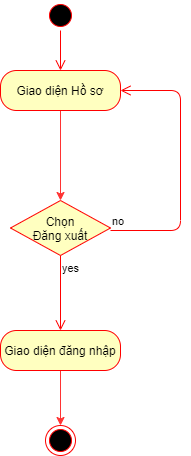 Giao diện Hồ sơ
Chọn
Đăng xuất
no
yes
Giao diện đăng nhập